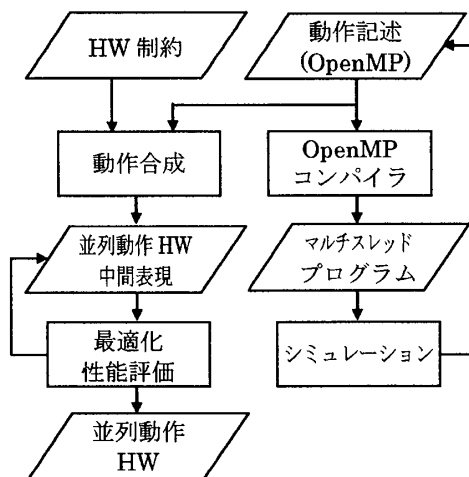 HW 制約
動作記述
(OpenMP)
動作合成
OpenMP
コンパイラ
並列動作 HW
中間表現
マルチスレッド
プログラム
最適化
性能評価
シミュレーション
並列動作
HW